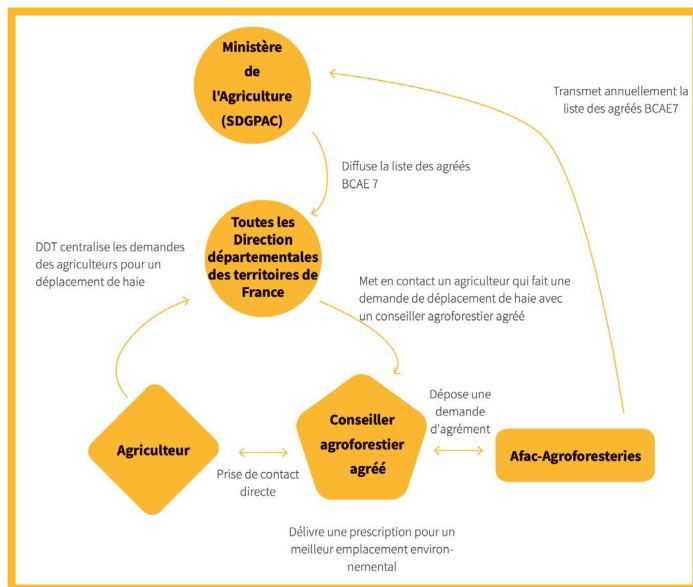 Ministère
de
l'Agriculture
(SDGPAC)
Transmet annuellement la
liste des agréés BCAE7
Diffuse la liste des agréés
BCAE 7
Toutes les
Direction
départementales
des territoires de
France
DDT centralise les demandes
des agriculteurs pour un
déplacement de haie
Met en contact un agriculteur qui fait une
demande de déplacement de haie avec
un conseiller agroforestier agréé
Dépose une
demande
d'agrément
Agriculteur
Conseiller
agroforestier
agréé
Afac-Agroforesteries
Prise de contact
directe
Délivre une prescription pour un
meilleur emplacement environ-
nemental